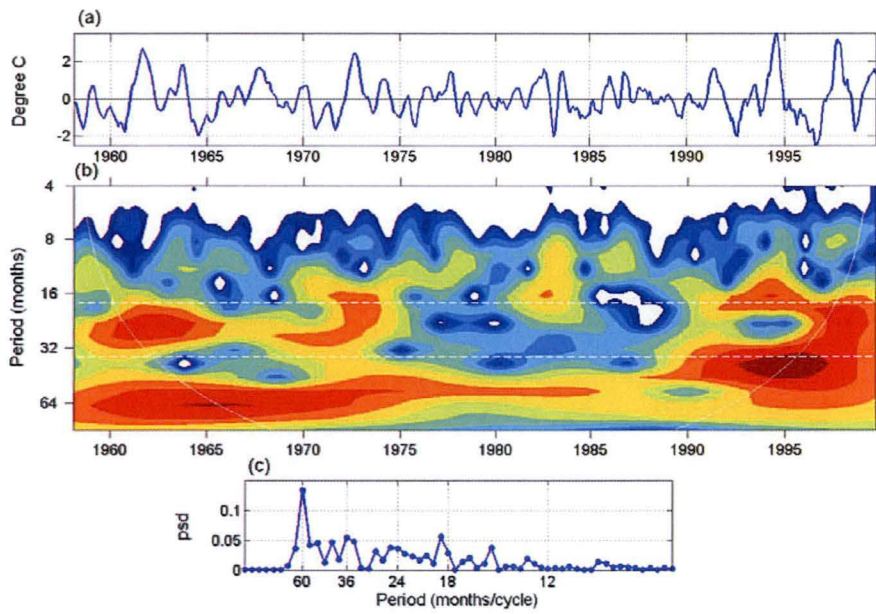 (a)
Degree C
2
0
-2
1960 1965 1970 1975 1980 1985 1990 1995
(b)
Period (months)
4
8
16
32
64
1960 1965 1970 1975 1980 1985 1990 1995
(c)
psd
0.1
0.05
0
60 36 24 18 12
Period (months/cycle)